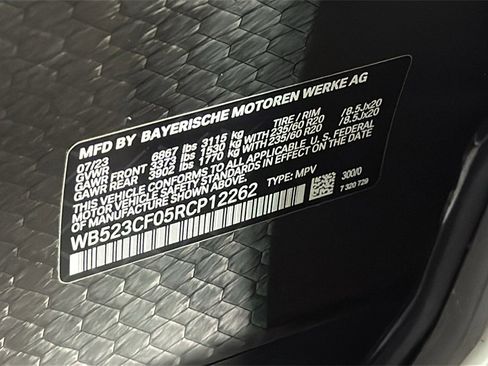 MFD BY BAYERISCHE MOTOREN WERKE AG
07/23 TIRE / RIM
GVWR 6867 lbs 3115 kg
GAWR FRONT 3373 lbs 1530 kg WITH 235/60 R20 / 8.5Jx20
GAWR REAR 3902 lbs 1770 kg WITH 235/60 R20 / 8.5Jx20
THIS VEHICLE CONFORMS TO ALL APPLICABLE U.S. FEDERAL
MOTOR VEHICLE SAFETY STANDARDS IN EFFECT ON THE DATE
OF MANUFACTURE SHOWN ABOVE.
WB523CF05RCP12262 TYPE: MPV 300/0
7 320 729